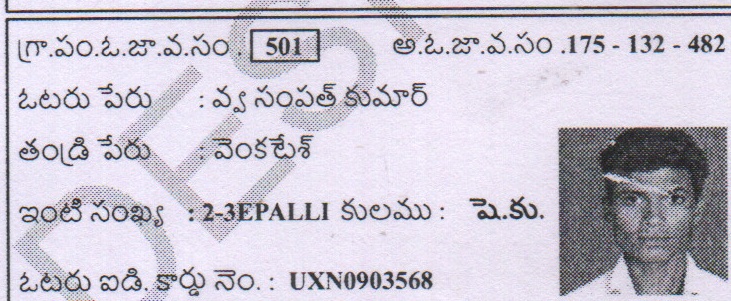 గ్రా.పం.ఓ.జా.వ.సం. 501 అ.ఓ.జా.వ.సం .175 - 132 - 482
ఓటరు పేరు : వ్వ సంపత్ కుమార్
తండ్రి పేరు : వెంకటేశ్
ఇంటి సంఖ్య : 2-3EPALLI కులము : షె.కు.
ఓటరు ఐడి. కార్డు నెం. : UXN0903568